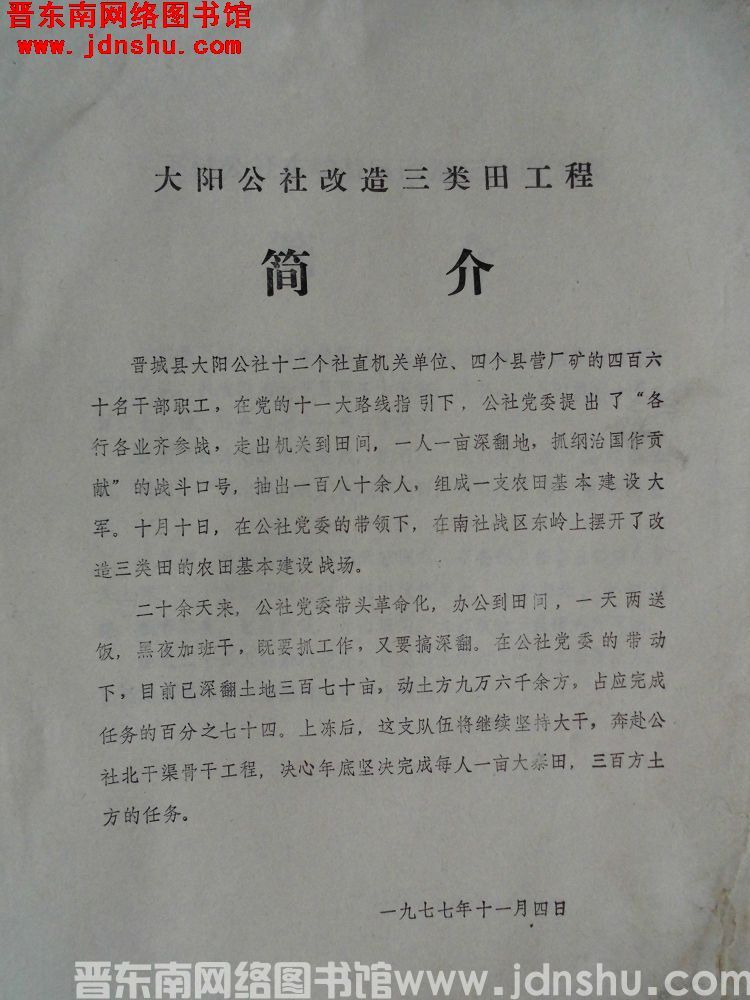 晋东南网络图书馆
www.jdnshu.com
大阳公社改造三类田工程
简介
晋城县大阳公社十二个社直机关单位、四个县营厂矿的四百六
十名干部职工，在党的十一大路线指引下，公社党委提出了“各
行各业齐参战，走出机关到田间，一人一亩深翻地，抓纲治国作贡
献”的战斗口号，抽出一百八十余人，组成一支农田基本建设大
军。十月十日，在公社党委的带领下，在南社战区东岭上摆开了改
造三类田的农田基本建设战场。
二十余天来，公社党委带头革命化，办公到田间，一天两送
饭，黑夜加班干，既要抓工作，又要搞深翻。在公社党委的带动
下，目前已深翻土地三百七十亩，动土方九万六千余方，占应完成
任务的百分之七十四。上冻后，这支队伍将继续坚持大干，奔赴公
社北干渠骨干工程，决心年底坚决完成每人一亩大寨田，三百方土
方的任务。
一九七七年十一月四日
晋东南网络图书馆www.jdnshu.com